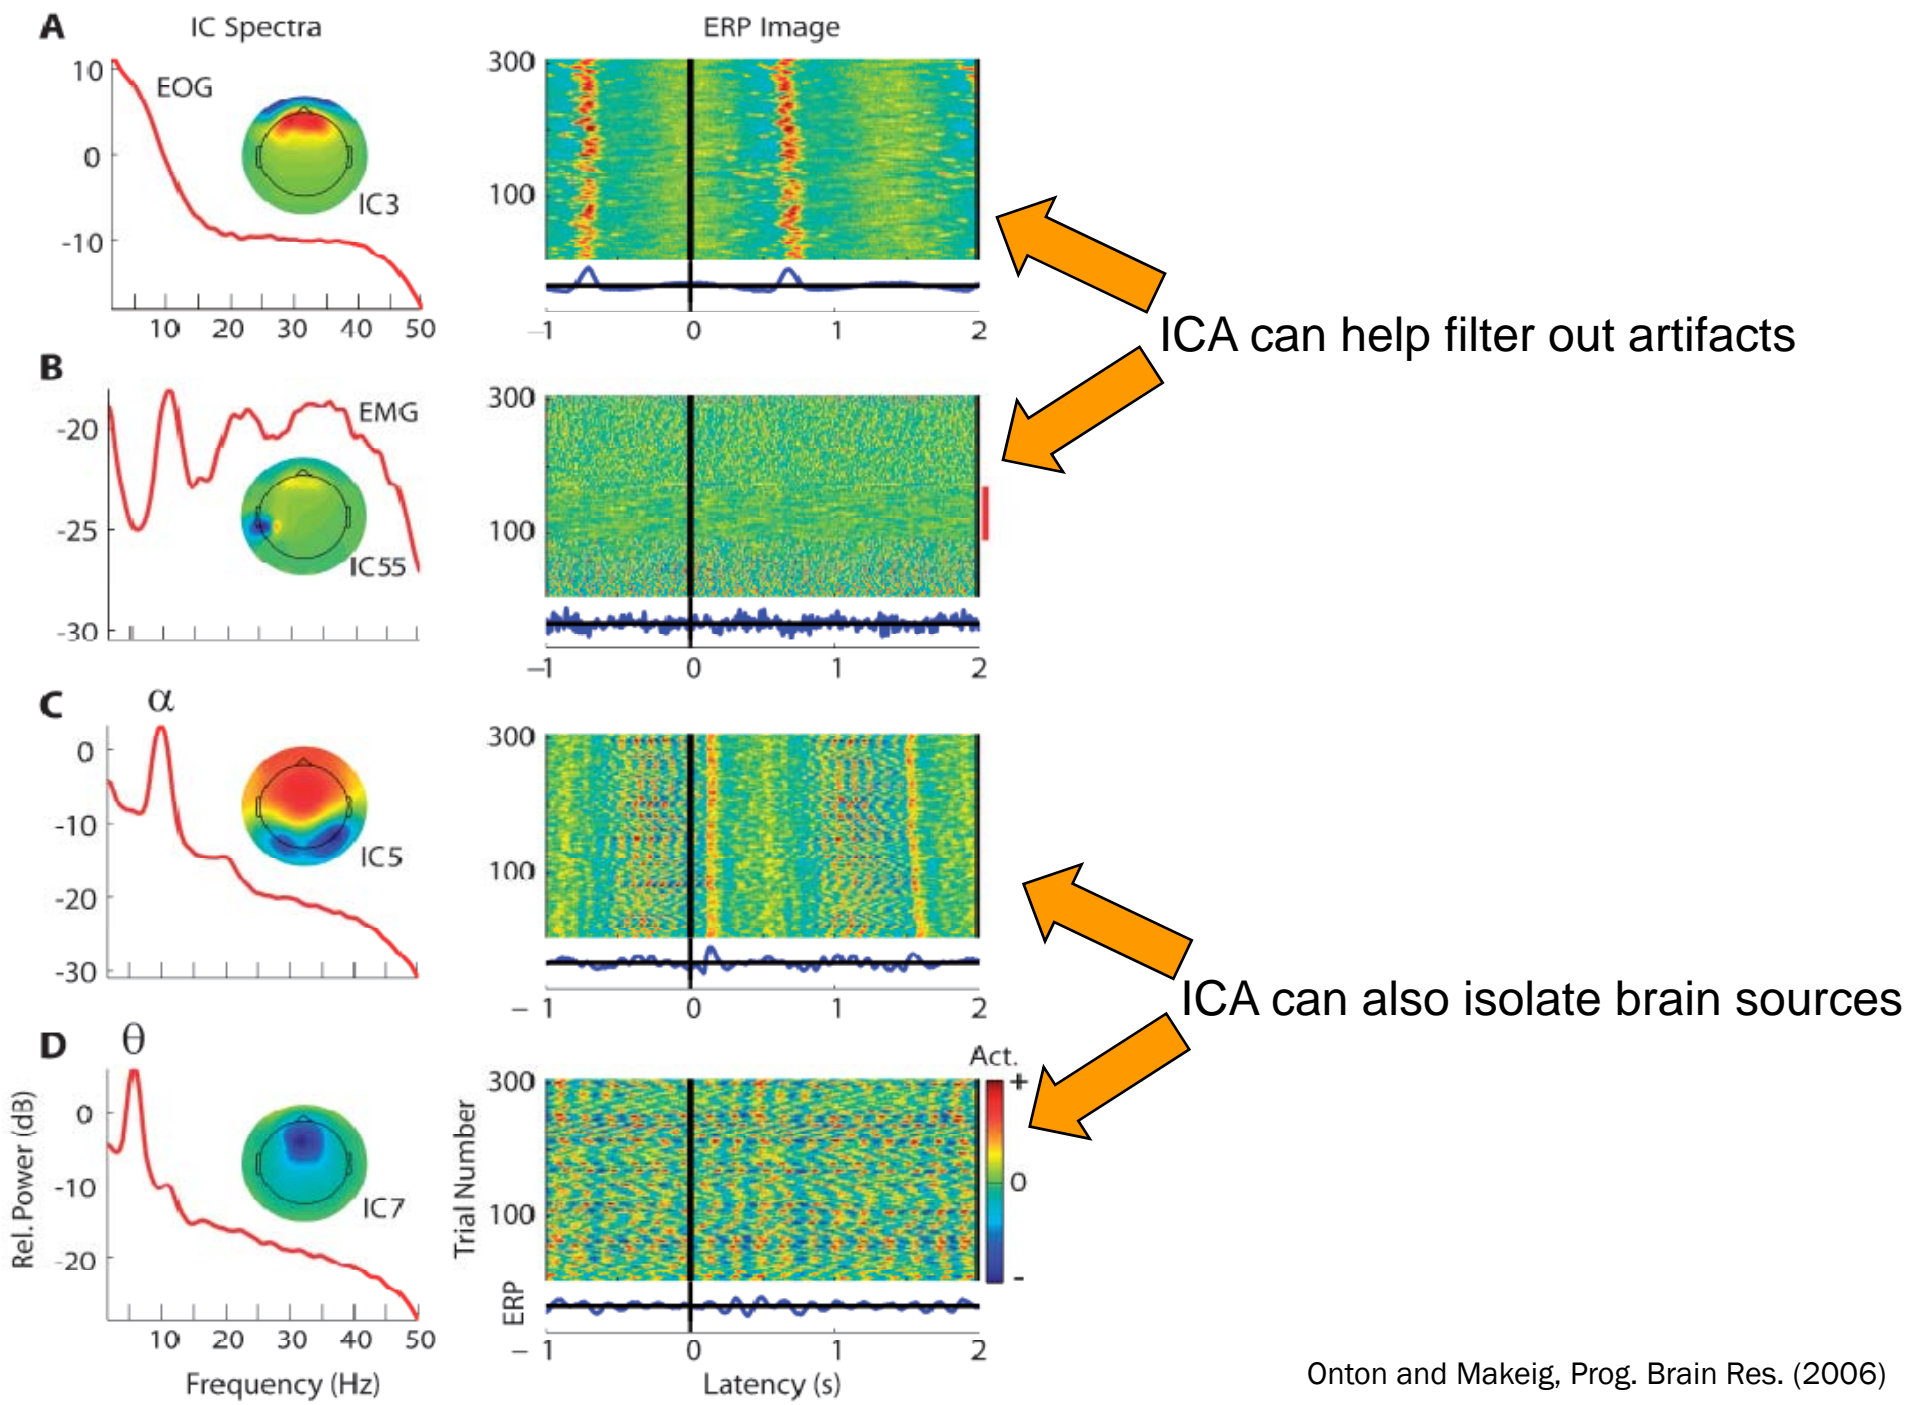 A
IC Spectra
ERP Image
10
0
-10
EOG
IC3
10 20 30 40 50
300
100
-1 0 1 2
ICA can help filter out artifacts
B
-20
-25
-30
EMG
IC55
300
100
-1 0 1 2
C
α
0
-10
-20
-30
IC5
300
100
-1 0 1 2
ICA can also isolate brain sources
D
θ
0
-10
-20
Rel. Power (dB)
IC7
10 20 30 40 50
Frequency (Hz)
Trial Number
300
100
ERP
-1 0 1 2
Latency (s)
Act.
+
0
-
Onton and Makeig, Prog. Brain Res. (2006)